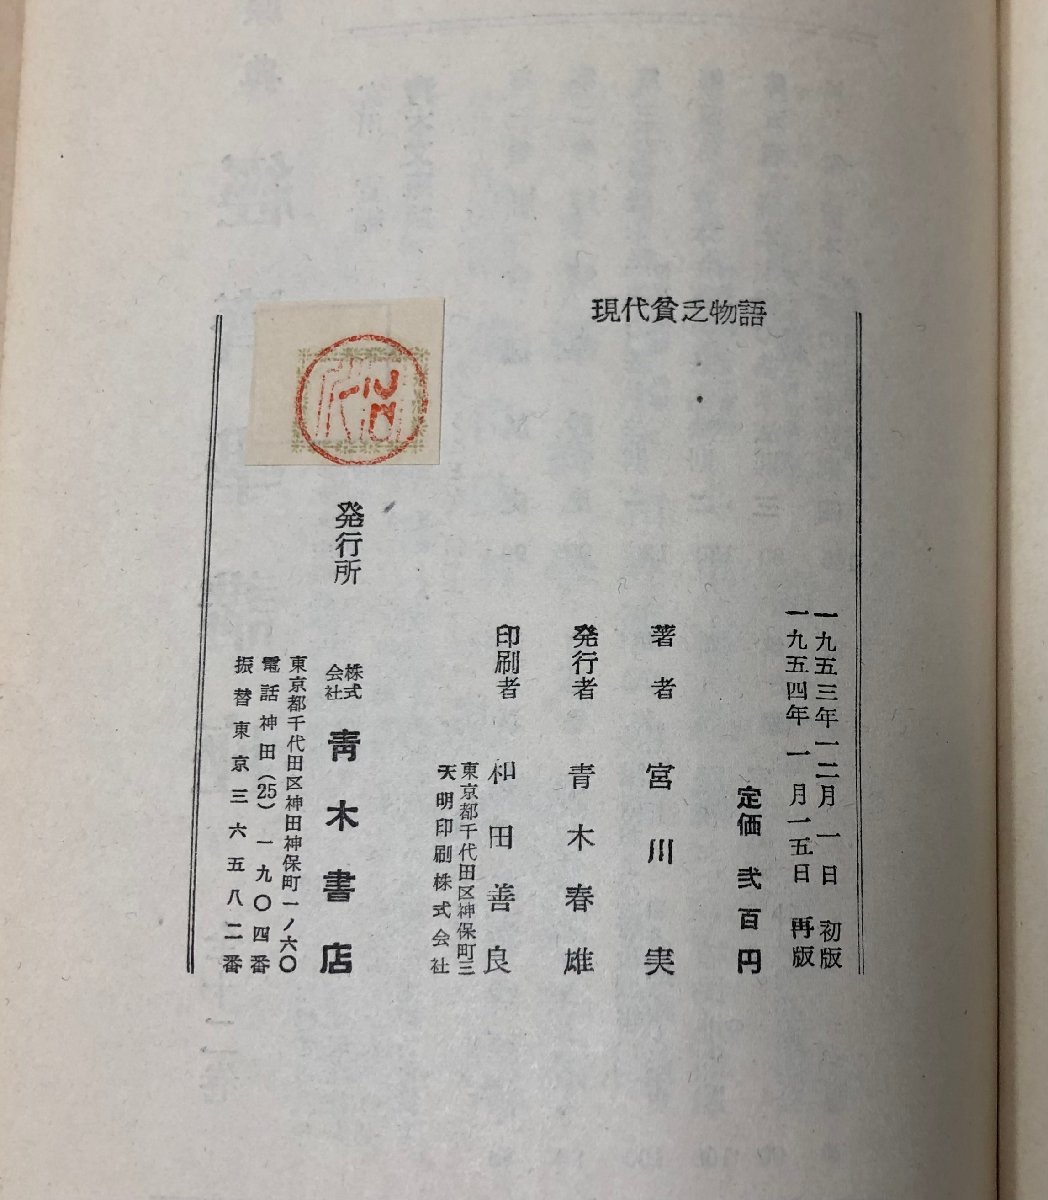 現代貧乏物語
一九五三年一二月一日 初版
一九五四年一月一五日 再版
定価 弐百円
著者 宮川実
発行者 青木春雄
印刷者 和田善良
東京都千代田区神保町三
天明印刷株式会社
発行所 株式会社 靑木書店
東京都千代田区神田神保町一ノ六〇
電話神田(25)一九〇四番
振替東京三六五八二番